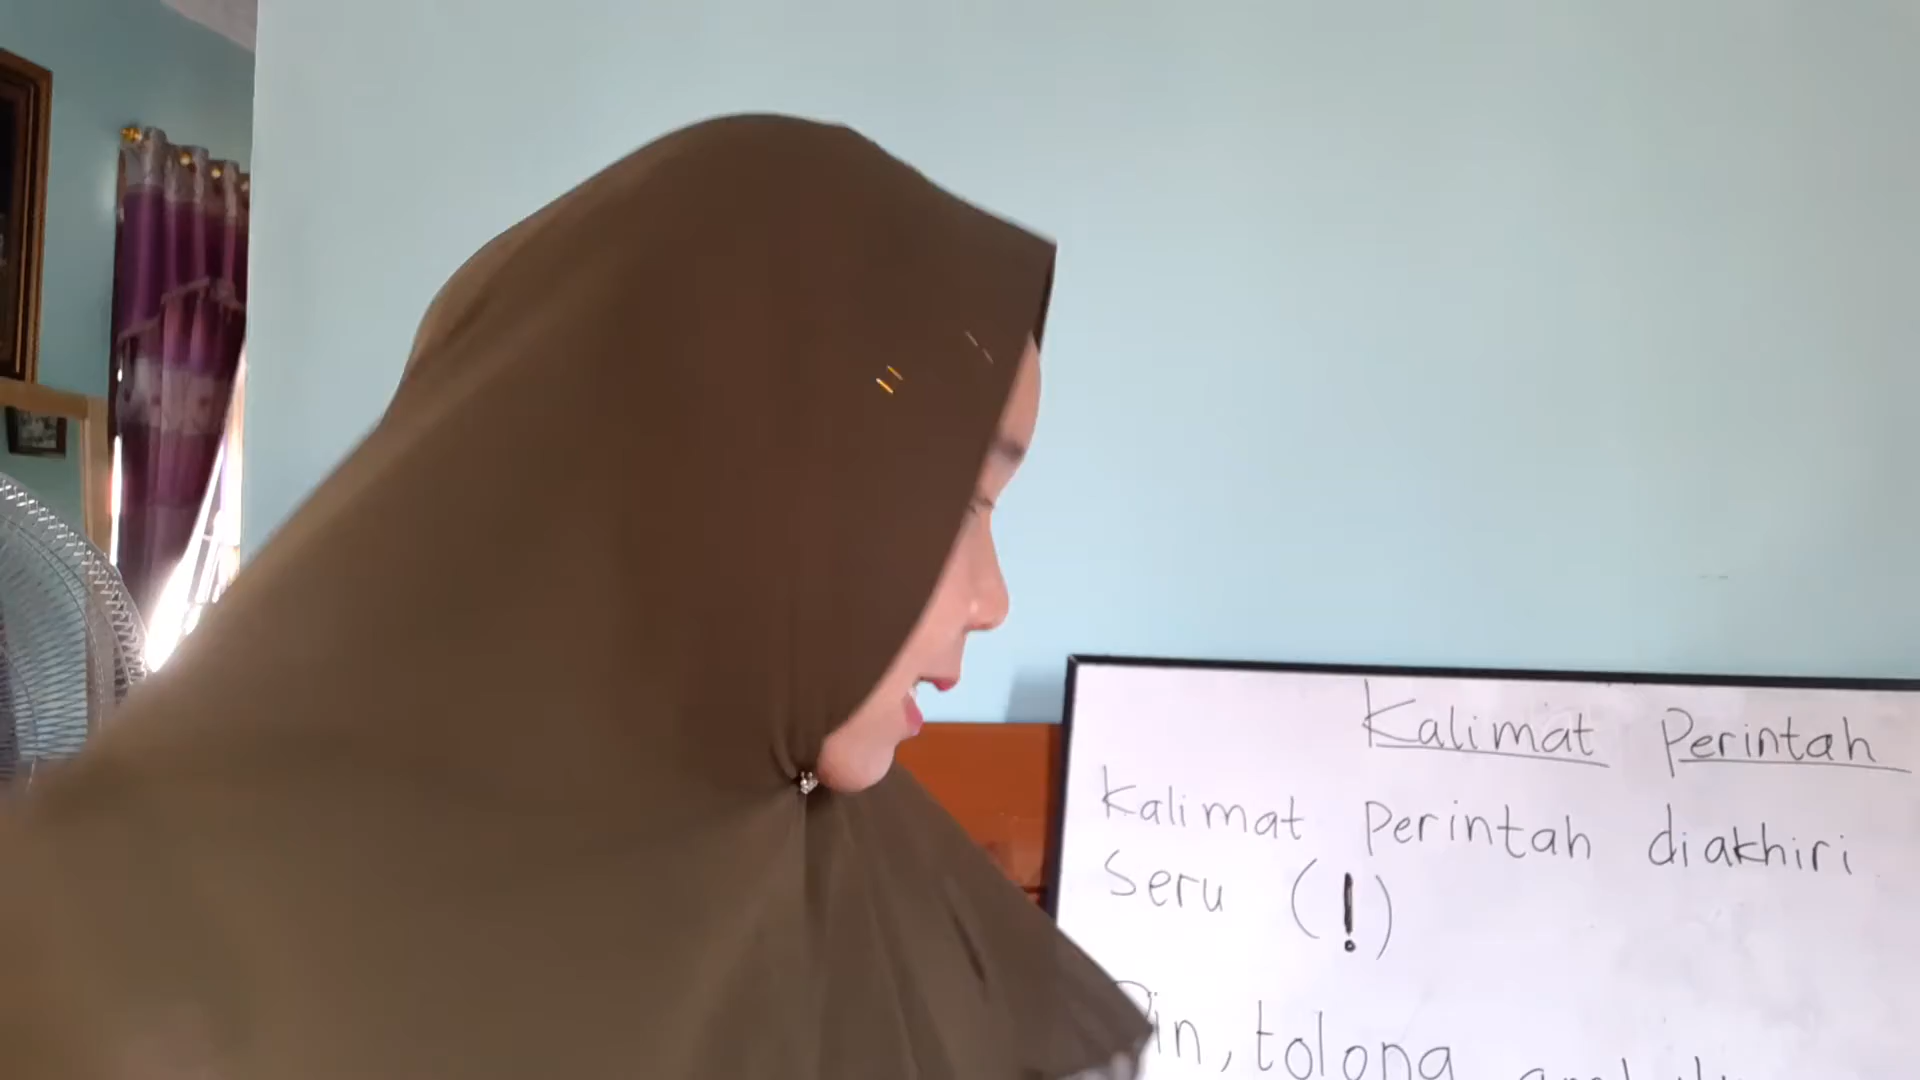 Kalimat Perintah
Kalimat Perintah diakhiri
Seru (!)
in, tolong